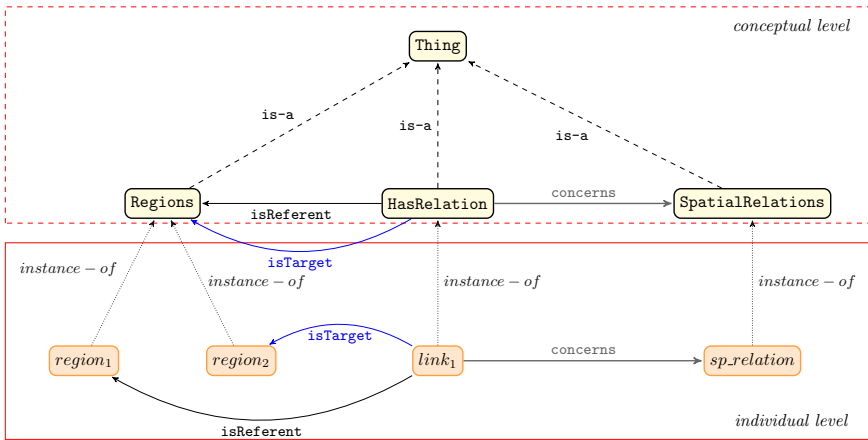 conceptual level
Thing
is-a
is-a
is-a
Regions
isReferent
HasRelation
concerns
SpatialRelations
isTarget
instance − of
instance − of
instance − of
instance − of
region₁
region₂
isTarget
link₁
concerns
sp_relation
isReferent
individual level